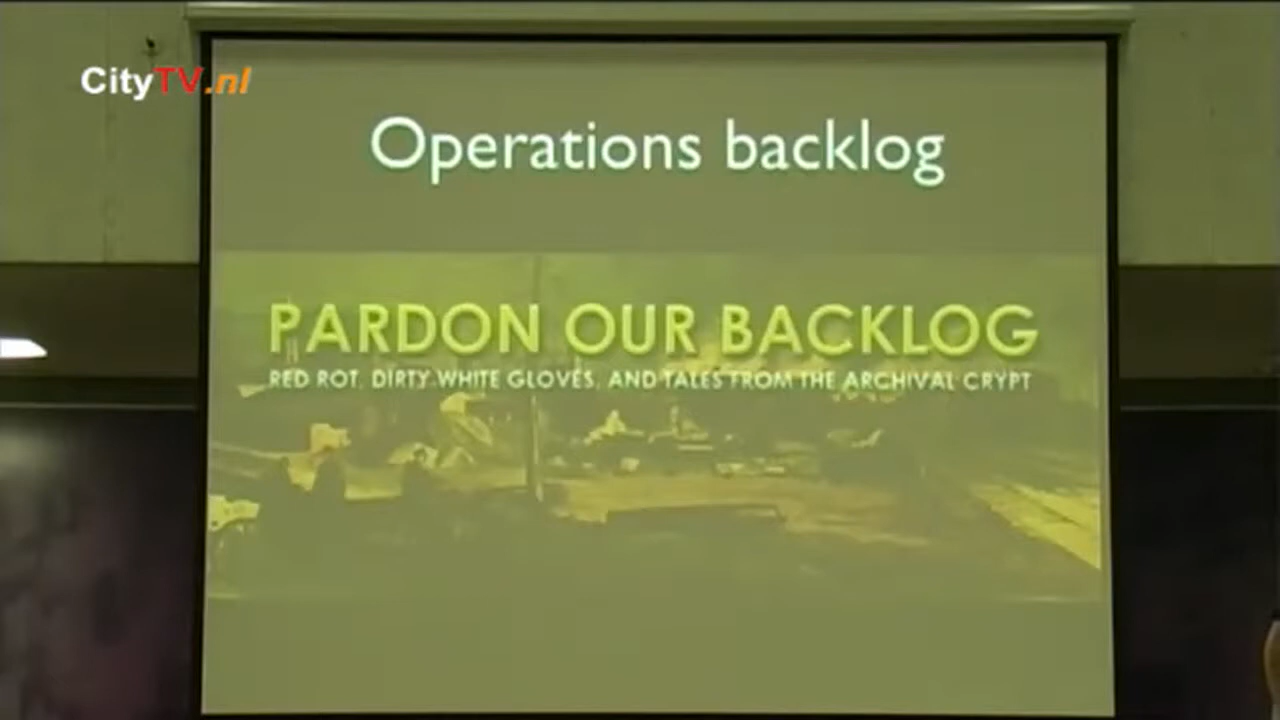 CityTV.nl
Operations backlog
PARDON OUR BACKLOG
RED ROT, DIRTY WHITE GLOVES, AND TALES FROM THE ARCHIVAL CRYPT